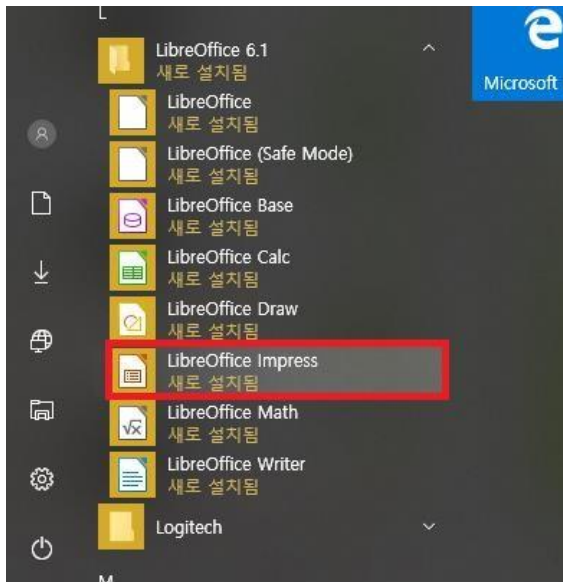 L
LibreOffice 6.1
새로 설치됨
LibreOffice
새로 설치됨
LibreOffice (Safe Mode)
새로 설치됨
LibreOffice Base
새로 설치됨
LibreOffice Calc
새로 설치됨
LibreOffice Draw
새로 설치됨
LibreOffice Impress
새로 설치됨
LibreOffice Math
새로 설치됨
LibreOffice Writer
새로 설치됨
Logitech
M
Microsoft